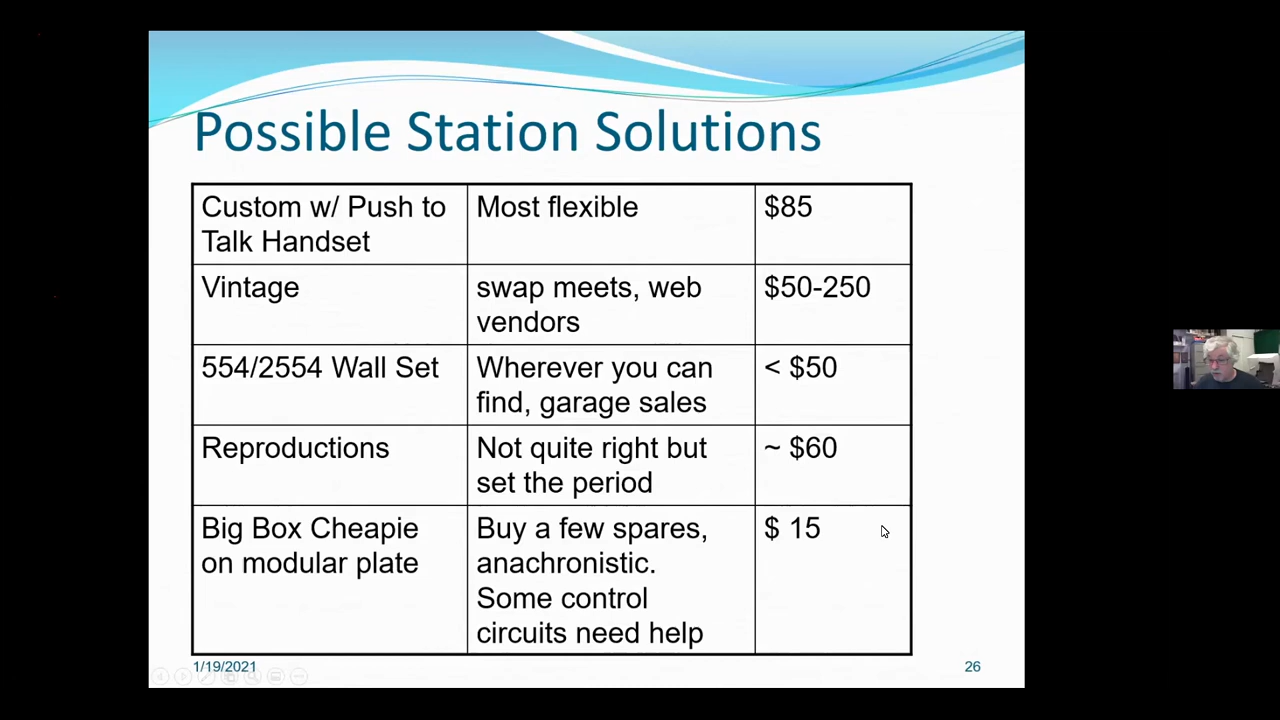 Possible Station Solutions
Custom w/ Push to
Talk Handset
Most flexible
$85
Vintage
swap meets, web
vendors
$50-250
554/2554 Wall Set
Wherever you can
find, garage sales
< $50
Reproductions
Not quite right but
set the period
~ $60
Big Box Cheapie
on modular plate
Buy a few spares,
anachronistic.
Some control
circuits need help
$ 15
1/19/2021
26